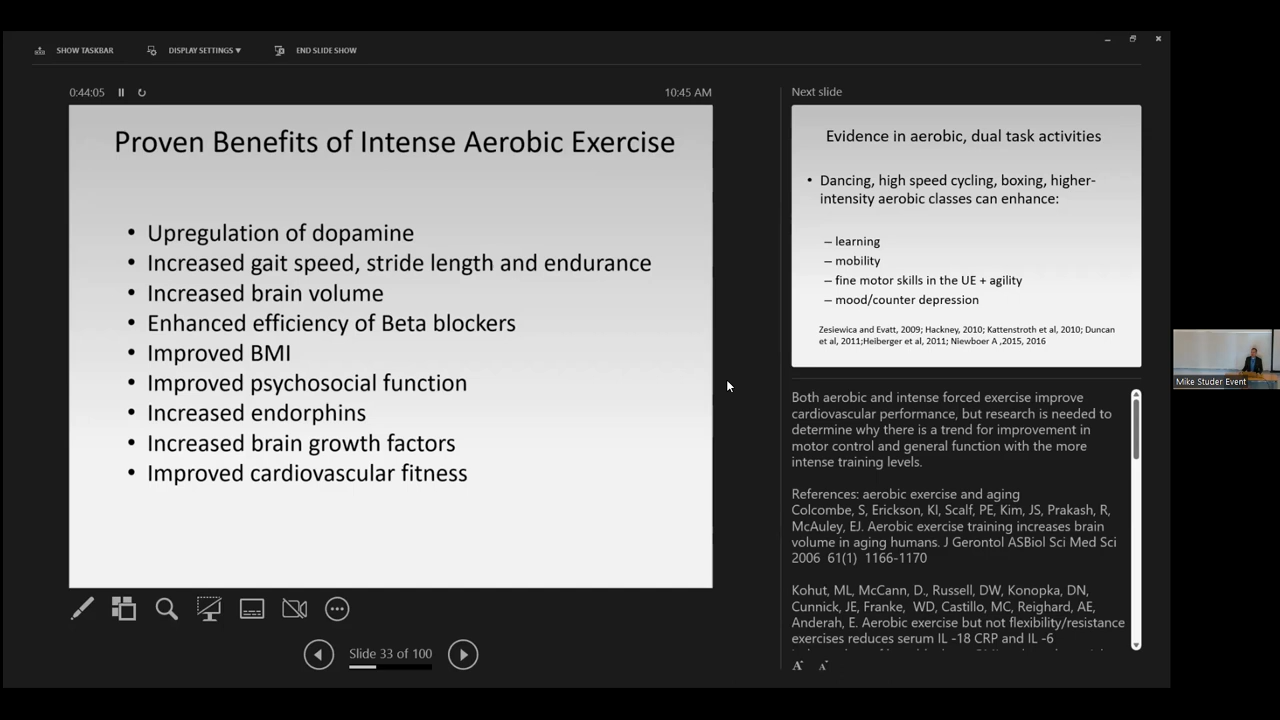 SHOW TASKBAR
DISPLAY SETTINGS ▾
END SLIDE SHOW
0:44:05
10:45 AM
Proven Benefits of Intense Aerobic Exercise
• Upregulation of dopamine
• Increased gait speed, stride length and endurance
• Increased brain volume
• Enhanced efficiency of Beta blockers
• Improved BMI
• Improved psychosocial function
• Increased endorphins
• Increased brain growth factors
• Improved cardiovascular fitness
Slide 33 of 100
Next slide
Evidence in aerobic, dual task activities
• Dancing, high speed cycling, boxing, higher-
intensity aerobic classes can enhance:
– learning
– mobility
– fine motor skills in the UE + agility
– mood/counter depression
Zesiewica and Evatt, 2009; Hackney, 2010; Kattenstroth et al, 2010; Duncan
et al, 2011;Heiberger et al, 2011; Niewboer A ,2015, 2016
Both aerobic and intense forced exercise improve
cardiovascular performance, but research is needed to
determine why there is a trend for improvement in
motor control and general function with the more
intense training levels.
References: aerobic exercise and aging
Colcombe, S, Erickson, KI, Scalf, PE, Kim, JS, Prakash, R,
McAuley, EJ. Aerobic exercise training increases brain
volume in aging humans. J Gerontol ASBiol Sci Med Sci
2006 61(1) 1166-1170
Kohut, ML, McCann, D., Russell, DW, Konopka, DN,
Cunnick, JE, Franke, WD, Castillo, MC, Reighard, AE,
Anderah, E. Aerobic exercise but not flexibility/resistance
exercises reduces serum IL -18 CRP and IL -6
A A
Mike Studer Event